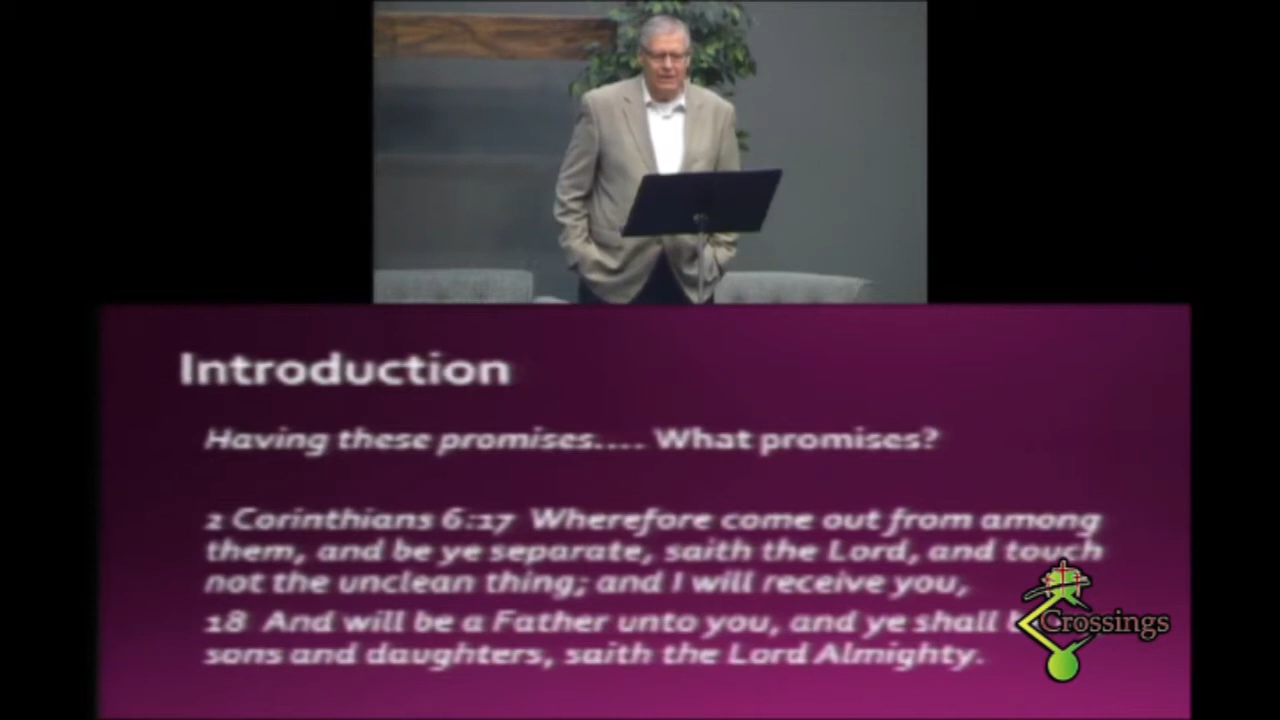 Introduction
Having these promises.... What promises?
2 Corinthians 6:17 Wherefore come out from among
them, and be ye separate, saith the Lord, and touch
not the unclean thing; and I will receive you,
18 And will be a Father unto you, and ye shall
sons and daughters, saith the Lord Almighty.
Crossings